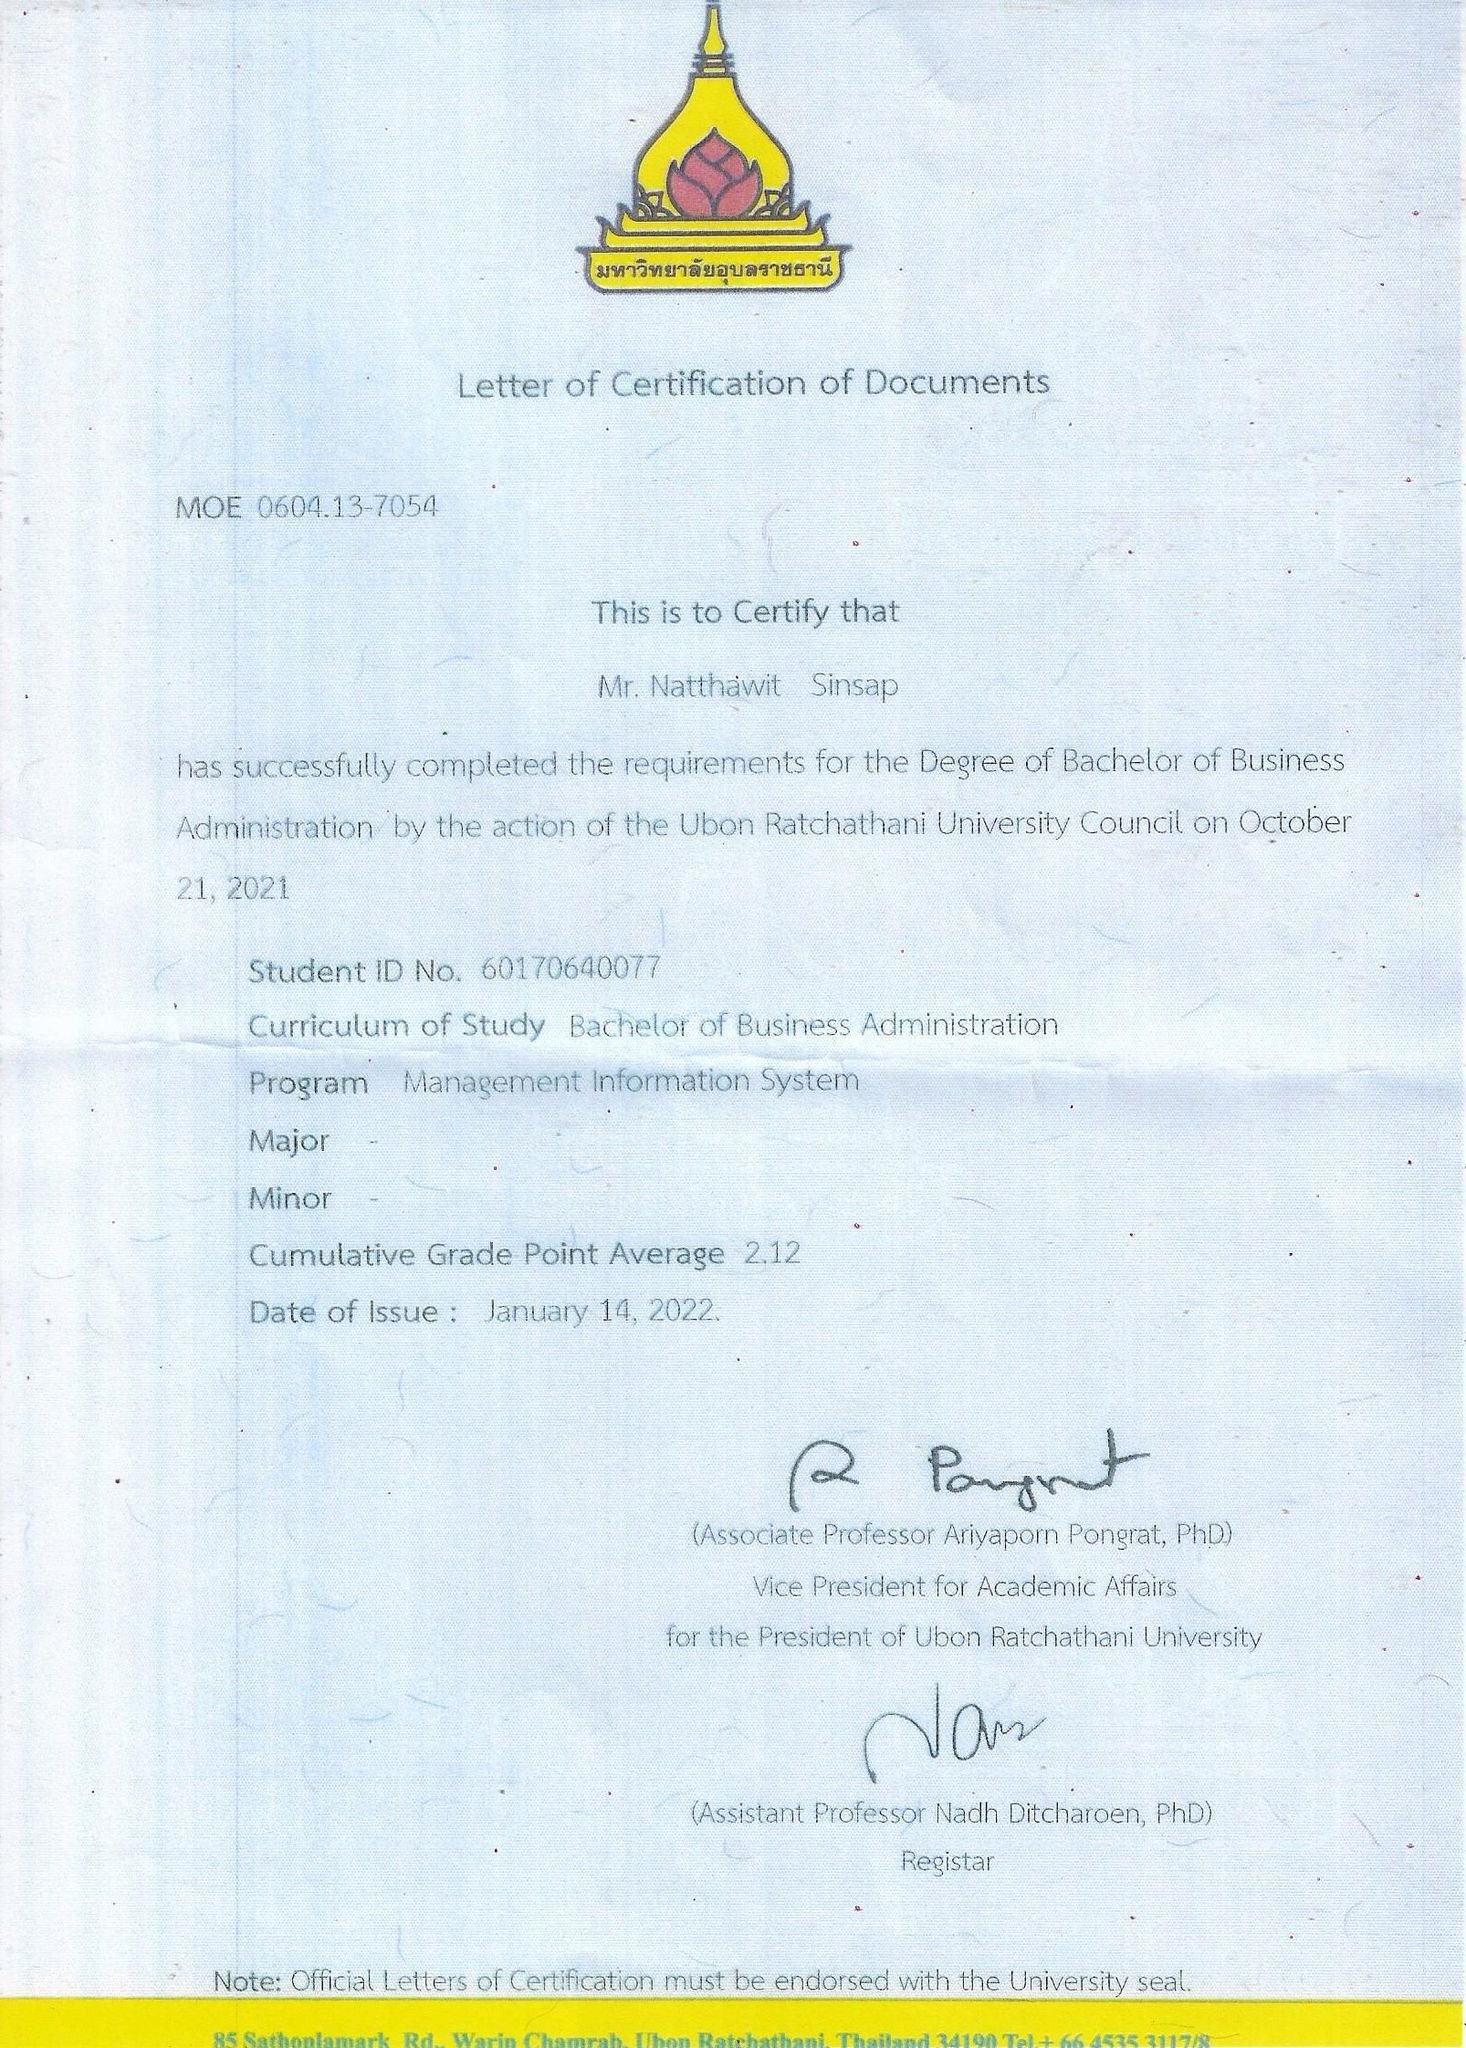 มหาวิทยาลัยอุบลราชธานี
Letter of Certification of Documents
MOE 0604.13-7054
This is to Certify that
Mr. Natthawit Sinsap
has successfully completed the requirements for the Degree of Bachelor of Business
Administration by the action of the Ubon Ratchathani University Council on October
21, 2021
Student ID No. 60170640077
Curriculum of Study Bachelor of Business Administration
Program Management Information System
Major -
Minor -
Cumulative Grade Point Average 2.12
Date of Issue : January 14, 2022.
R Pongrat
(Associate Professor Ariyaporn Pongrat, PhD)
Vice President for Academic Affairs
for the President of Ubon Ratchathani University
(Assistant Professor Nadh Ditcharoen, PhD)
Registar
Note: Official Letters of Certification must be endorsed with the University seal.
85 Sathonlamark Rd., Warin Chamrab, Ubon Ratchathani, Thailand 34190 Tel.+ 66 4535 3117/8